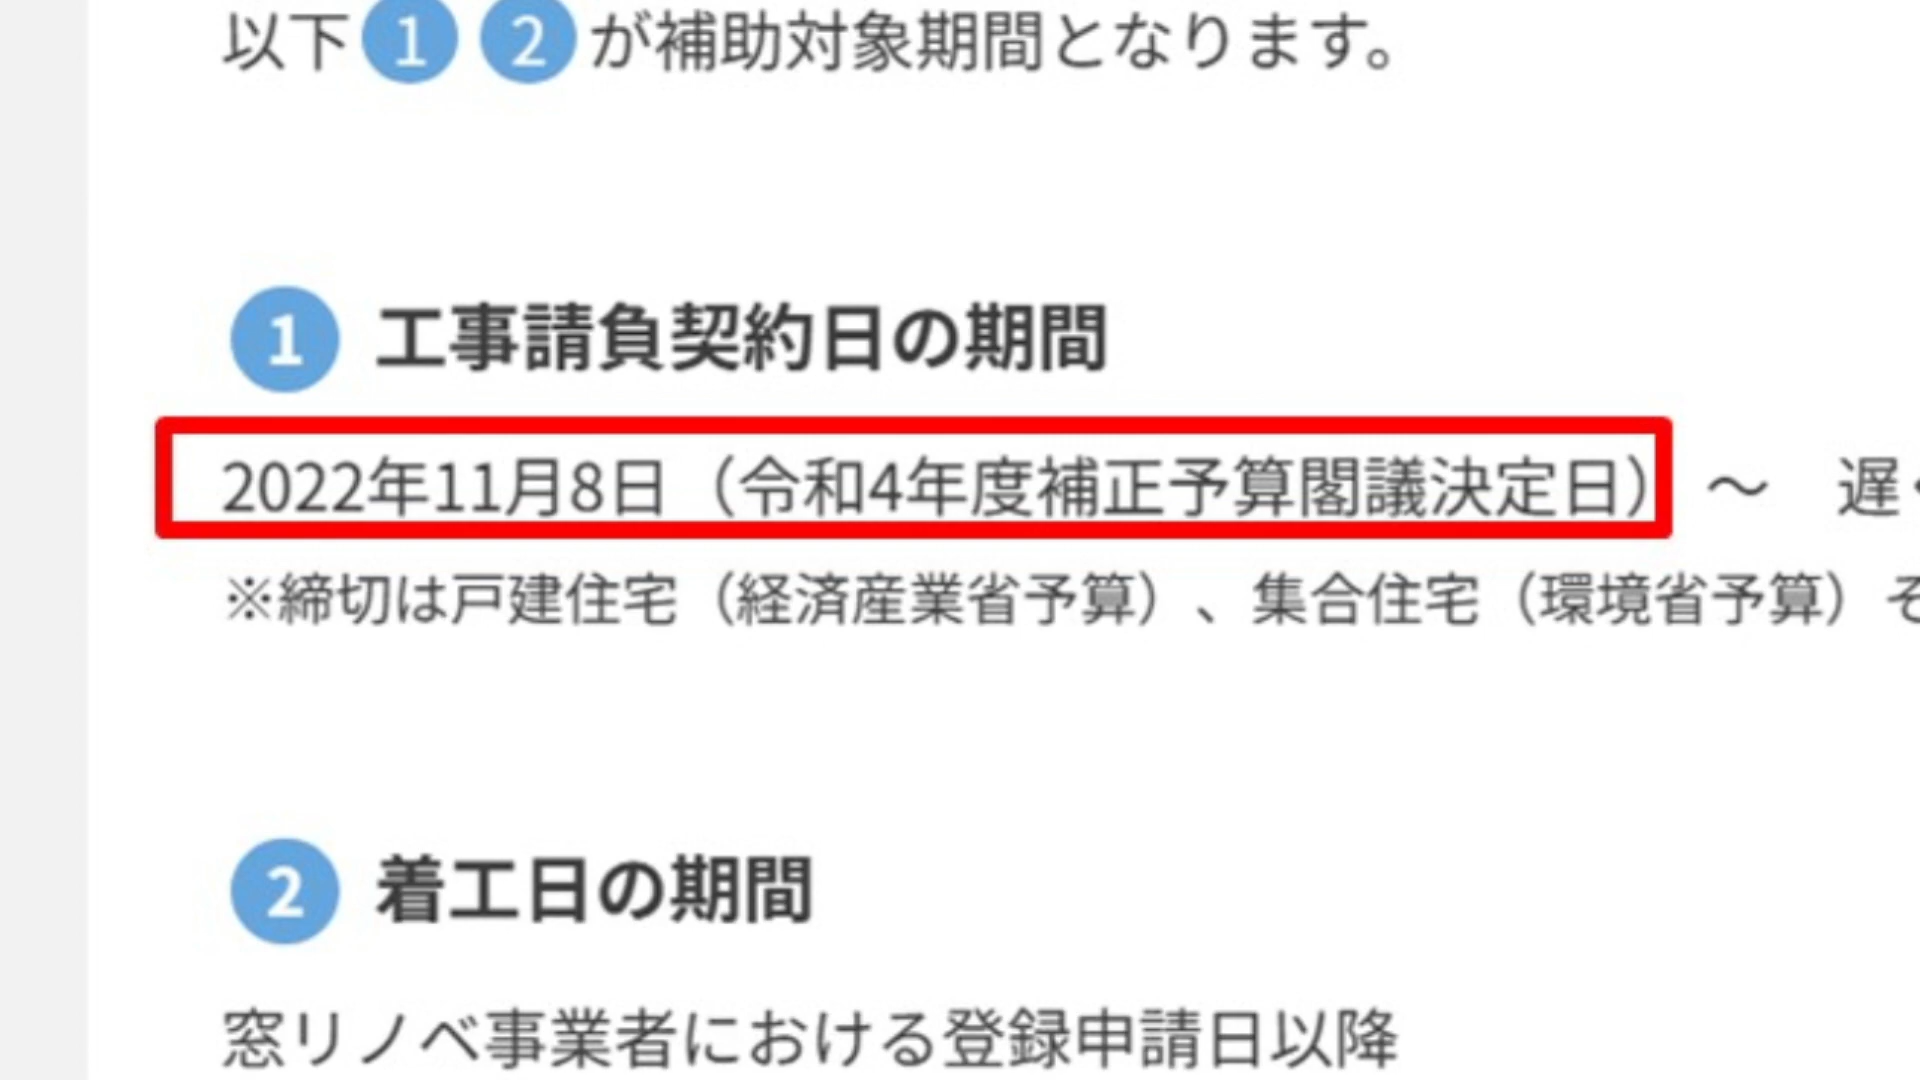 以下 1 2 が補助対象期間となります。
1 工事請負契約日の期間
2022年11月8日（令和4年度補正予算閣議決定日） ～ 遅
※締切は戸建住宅（経済産業省予算）、集合住宅（環境省予算）そ
2 着工日の期間
窓リノベ事業者における登録申請日以降